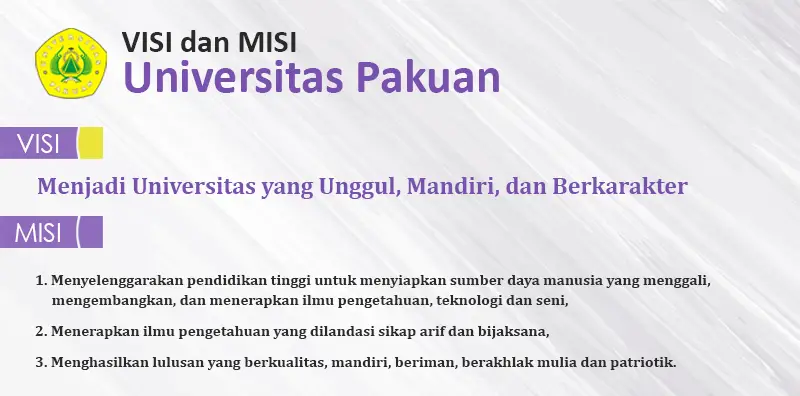 VISI dan MISI
Universitas Pakuan
VISI
Menjadi Universitas yang Unggul, Mandiri, dan Berkarakter
MISI
1. Menyelenggarakan pendidikan tinggi untuk menyiapkan sumber daya manusia yang menggali,
mengembangkan, dan menerapkan ilmu pengetahuan, teknologi dan seni,
2. Menerapkan ilmu pengetahuan yang dilandasi sikap arif dan bijaksana,
3. Menghasilkan lulusan yang berkualitas, mandiri, beriman, berakhlak mulia dan patriotik.